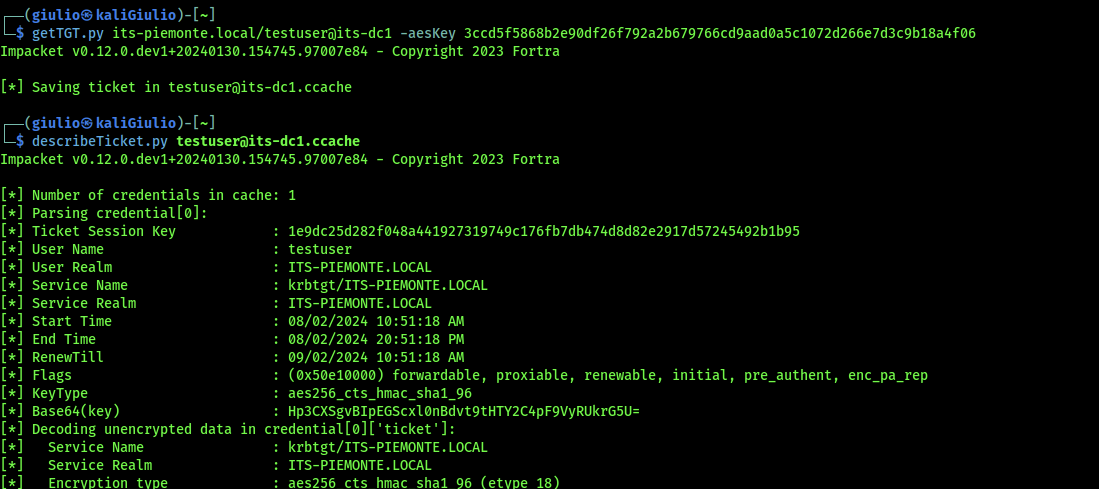 ┌──(giulio㉿kaliGiulio)-[~]
└─$ getTGT.py its-piemonte.local/testuser@its-dc1 -aesKey 3ccd5f5868b2e90df26f792a2b679766cd9aad0a5c1072d266e7d3c9b18a4f06
Impacket v0.12.0.dev1+20240130.154745.97007e84 - Copyright 2023 Fortra
[*] Saving ticket in testuser@its-dc1.ccache
┌──(giulio㉿kaliGiulio)-[~]
└─$ describeTicket.py testuser@its-dc1.ccache
Impacket v0.12.0.dev1+20240130.154745.97007e84 - Copyright 2023 Fortra
[*] Number of credentials in cache: 1
[*] Parsing credential[0]:
[*] Ticket Session Key            : 1e9dc25d282f048a441927319749c176fb7db474d8d82e2917d57245492b1b95
[*] User Name                     : testuser
[*] User Realm                    : ITS-PIEMONTE.LOCAL
[*] Service Name                  : krbtgt/ITS-PIEMONTE.LOCAL
[*] Service Realm                 : ITS-PIEMONTE.LOCAL
[*] Start Time                    : 08/02/2024 10:51:18 AM
[*] End Time                      : 08/02/2024 20:51:18 PM
[*] RenewTill                     : 09/02/2024 10:51:18 AM
[*] Flags                         : (0x50e10000) forwardable, proxiable, renewable, initial, pre_authent, enc_pa_rep
[*] KeyType                       : aes256_cts_hmac_sha1_96
[*] Base64(key)                   : Hp3CXSgvBIpEGScxl0nBdvt9tHTY2C4pF9VyRUkrG5U=
[*] Decoding unencrypted data in credential[0]['ticket']:
[*]   Service Name                : krbtgt/ITS-PIEMONTE.LOCAL
[*]   Service Realm               : ITS-PIEMONTE.LOCAL
[*]   Encryption type             : aes256_cts_hmac_sha1_96 (etype 18)